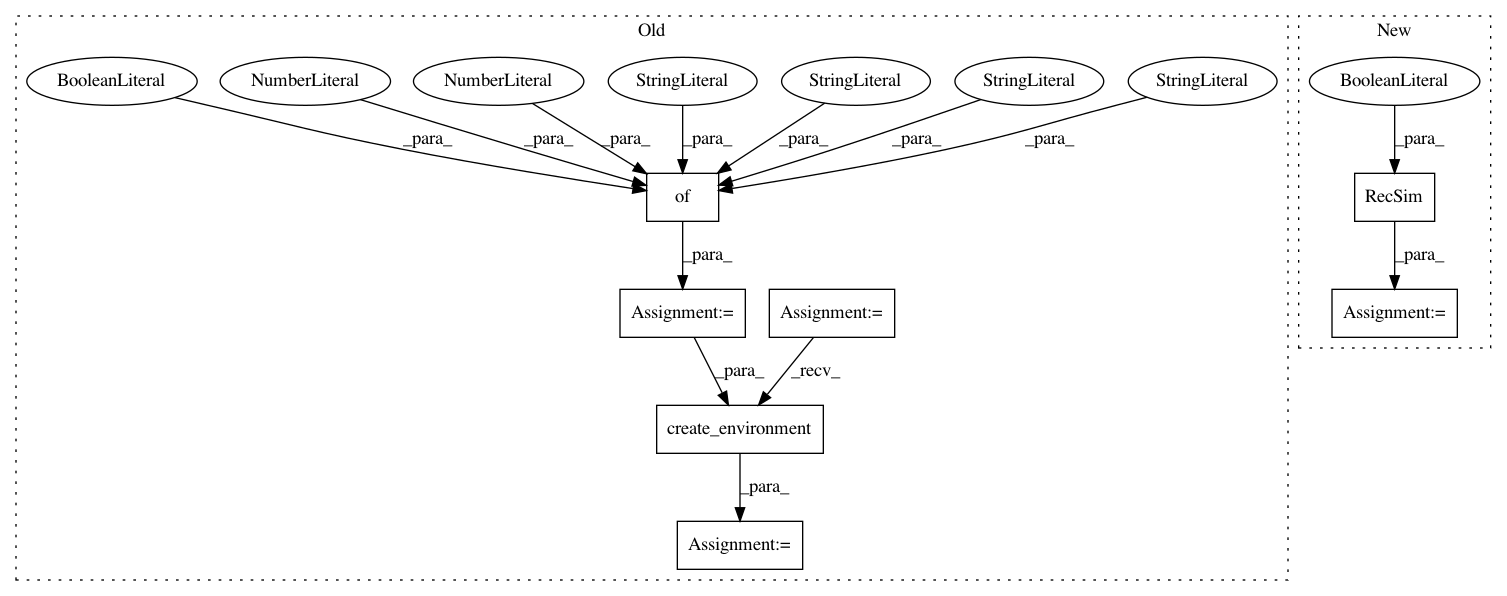 Old
New
BooleanLiteral
NumberLiteral
NumberLiteral
StringLiteral
StringLiteral
StringLiteral
StringLiteral
BooleanLiteral
_para_
_para_
_para_
_para_
_para_
_para_
_para_
_para_
of
RecSim
_para_
_para_
Assignment:=
Assignment:=
Assignment:=
_para_
_recv_
create_environment
_para_
Assignment:=